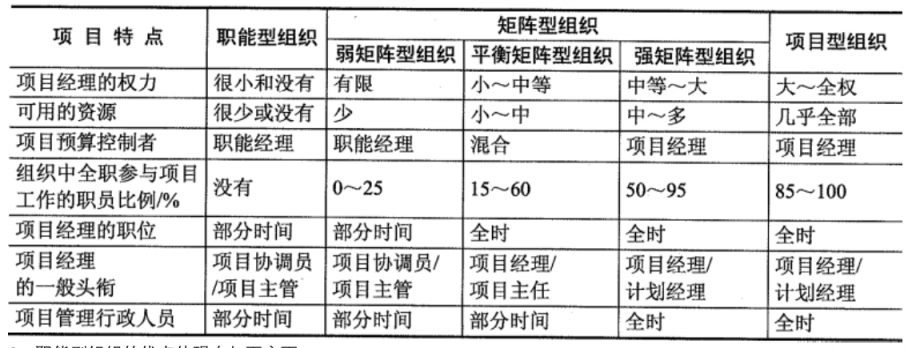 项目特点 职能型组织 矩阵型组织 项目型组织
弱矩阵型组织 平衡矩阵型组织 强矩阵型组织
项目经理的权力 很小和没有 有限 小～中等 中等～大 大～全权
可用的资源 很少或没有 少 小～中 中～多 几乎全部
项目预算控制者 职能经理 职能经理 混合 项目经理 项目经理
组织中全职参与项目
工作的职员比例/% 没有 0～25 15～60 50～95 85～100
项目经理的职位 部分时间 部分时间 全时 全时 全时
项目经理 项目协调员 项目协调员/ 项目经理/ 项目经理/ 项目经理/
的一般头衔 /项目主管 项目主管 项目主任 计划经理 计划经理
项目管理行政人员 部分时间 部分时间 部分时间 全时 全时